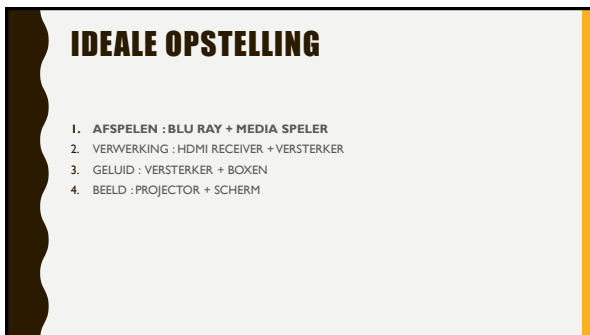 IDEALE OPSTELLING
1. AFSPELEN : BLU RAY + MEDIA SPELER
2. VERWERKING : HDMI RECEIVER + VERSTERKER
3. GELUID : VERSTERKER + BOXEN
4. BEELD : PROJECTOR + SCHERM